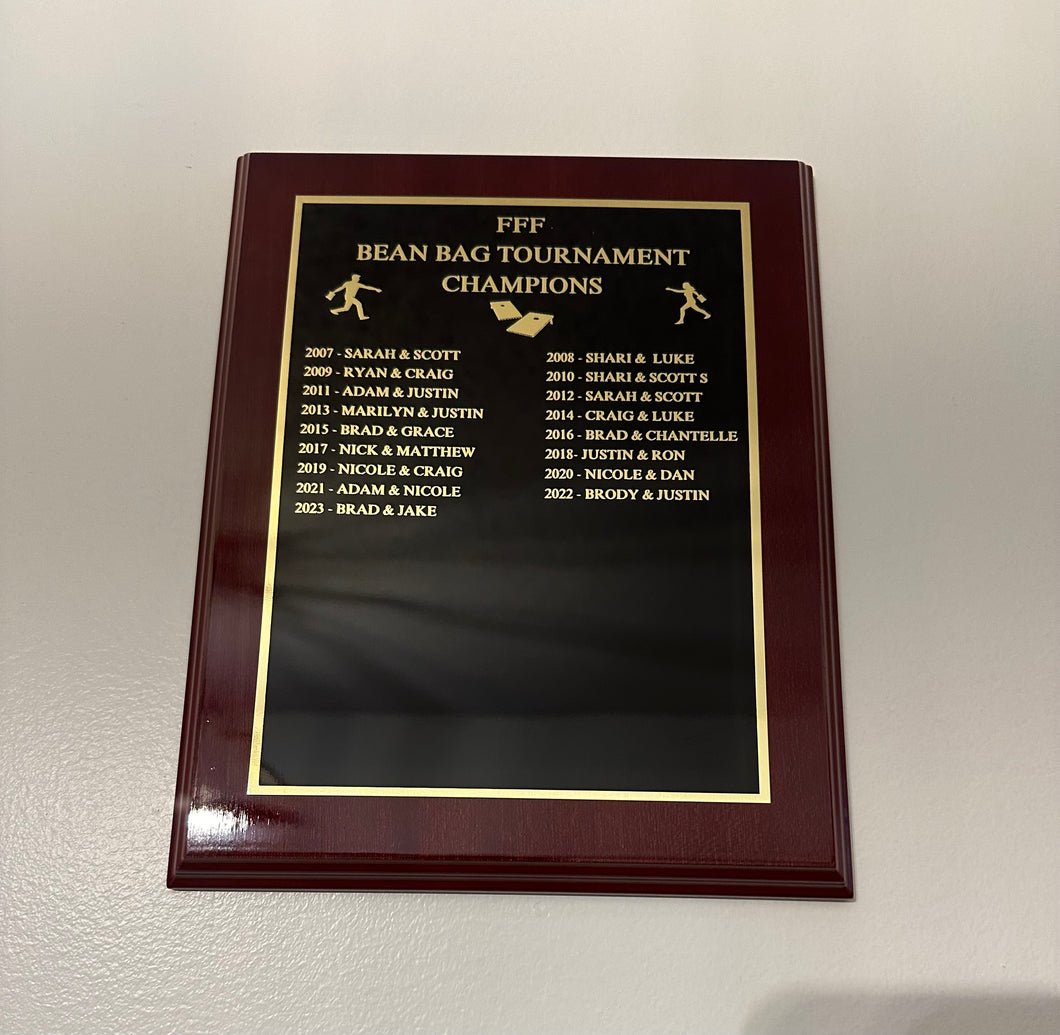 FFF
BEAN BAG TOURNAMENT
CHAMPIONS
2007 - SARAH & SCOTT
2008 - SHARI & LUKE
2009 - RYAN & CRAIG
2010 - SHARI & SCOTT S
2011 - ADAM & JUSTIN
2012 - SARAH & SCOTT
2013 - MARILYN & JUSTIN
2014 - CRAIG & LUKE
2015 - BRAD & GRACE
2016 - BRAD & CHANTELLE
2017 - NICK & MATTHEW
2018- JUSTIN & RON
2019 - NICOLE & CRAIG
2020 - NICOLE & DAN
2021 - ADAM & NICOLE
2022 - BRODY & JUSTIN
2023 - BRAD & JAKE